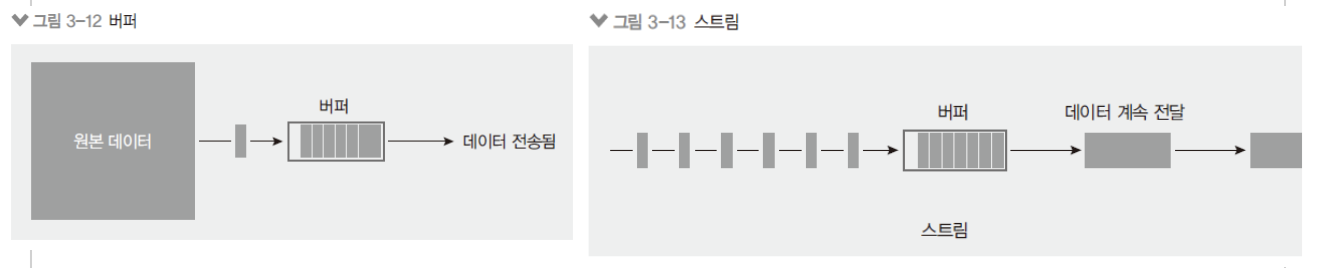 그림 3-12 버퍼
원본 데이터
버퍼
데이터 전송됨
그림 3-13 스트림
버퍼
데이터 계속 전달
스트림